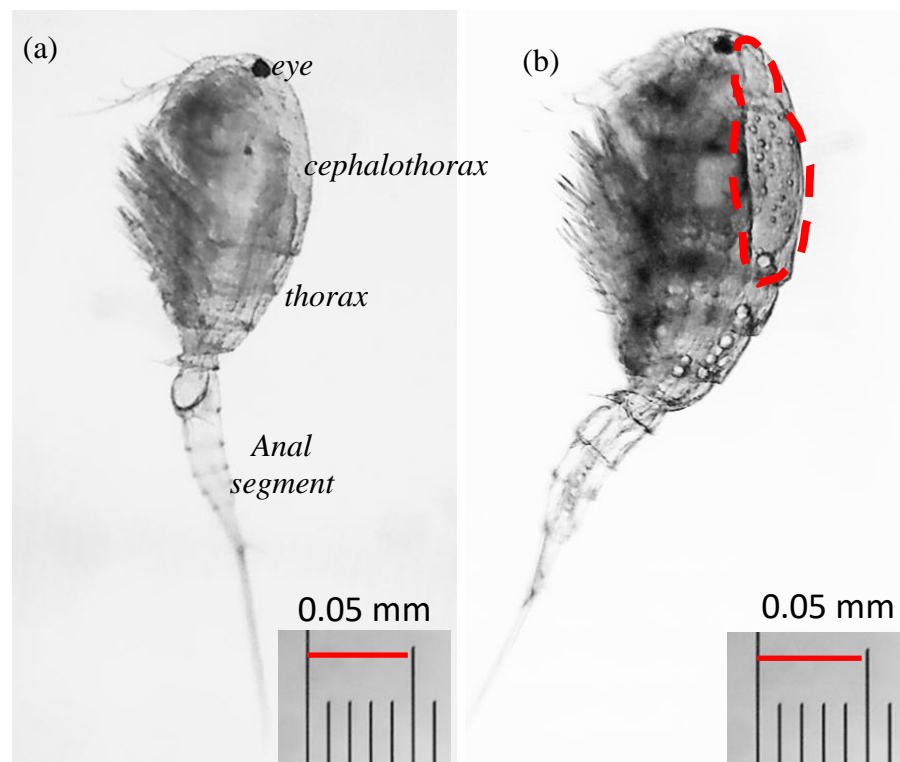 (a)
eye
cephalothorax
thorax
Anal
segment
0.05 mm
(b)
0.05 mm